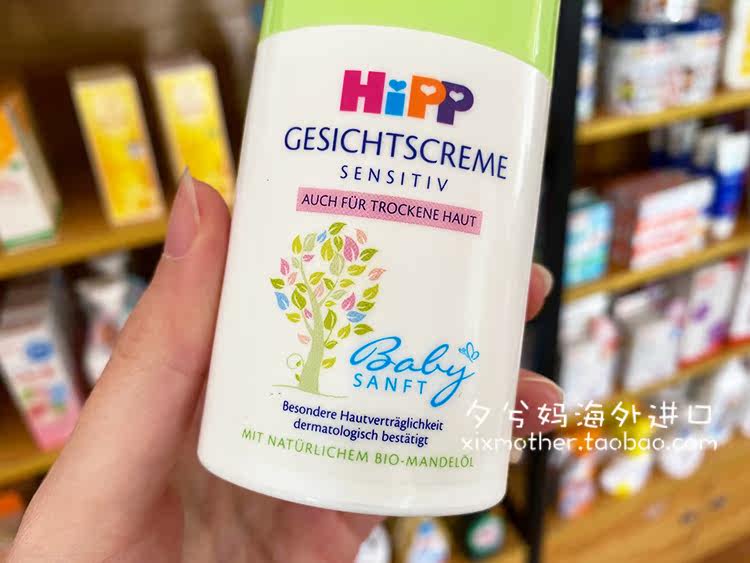 HiPP
GESICHTSCREME
SENSITIV
AUCH FÜR TROCKENE HAUT
Baby
SANFT
Besondere Hautverträglichkeit
dermatologisch bestätigt
MIT NATÜRLICHEM BIO-MANDELÖL
夕兮妈海外进口
xixmother.taobao.com